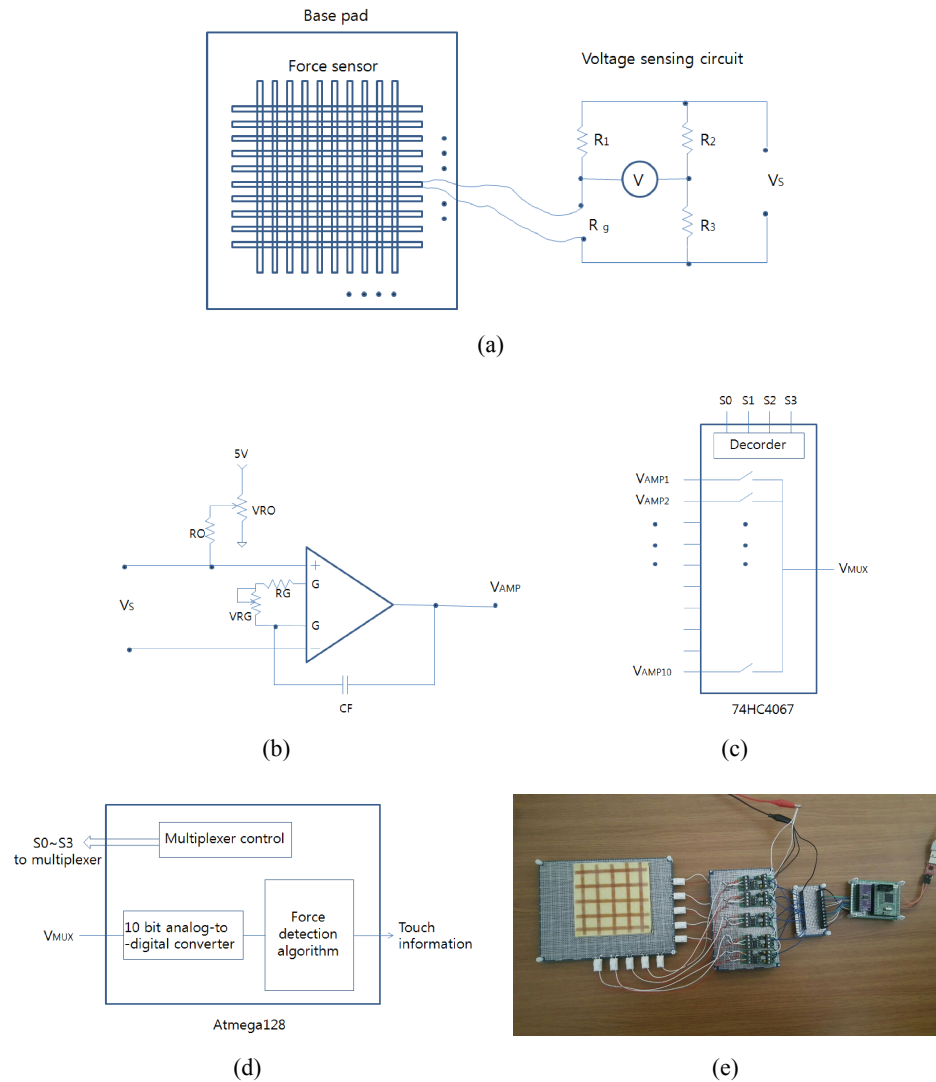 Base pad
Force sensor
Voltage sensing circuit
R1
R2
V
VS
R g
R3
(a)
5V
VRO
RO
RG
G
VRG
G
+
−
VS
VAMP
CF
(b)
S0 S1 S2 S3
Decorder
VAMP1
VAMP2
VMUX
VAMP10
74HC4067
(c)
S0~S3
to multiplexer
Multiplexer control
VMUX
10 bit analog-to
-digital converter
Force
detection
algorithm
Touch
information
Atmega128
(d)
(e)